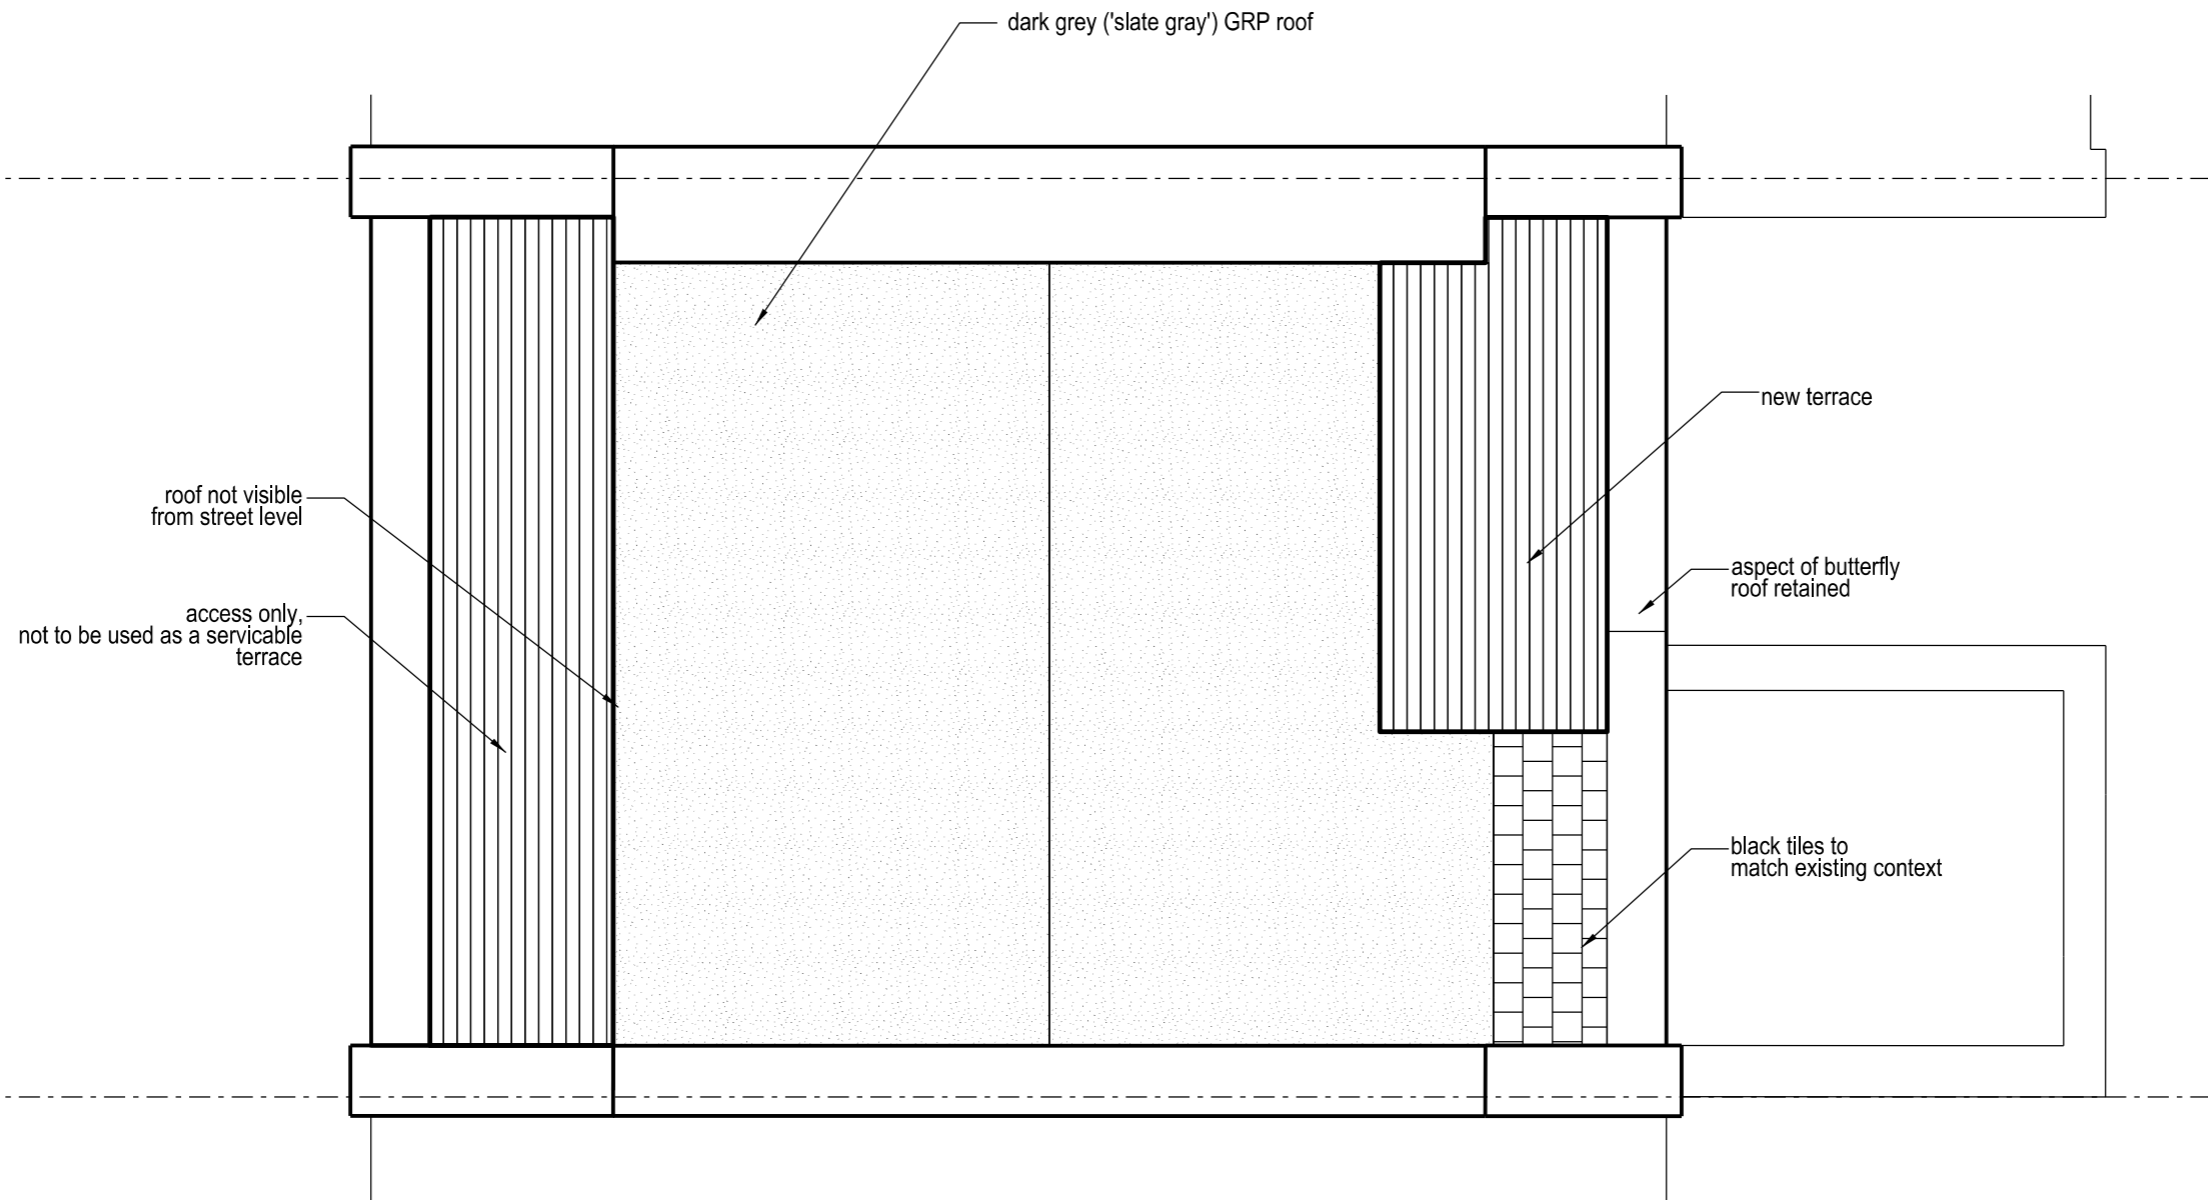 dark grey ('slate gray') GRP roof
roof not visible
from street level
access only,
not to be used as a servicable
terrace
new terrace
aspect of butterfly
roof retained
black tiles to
match existing context